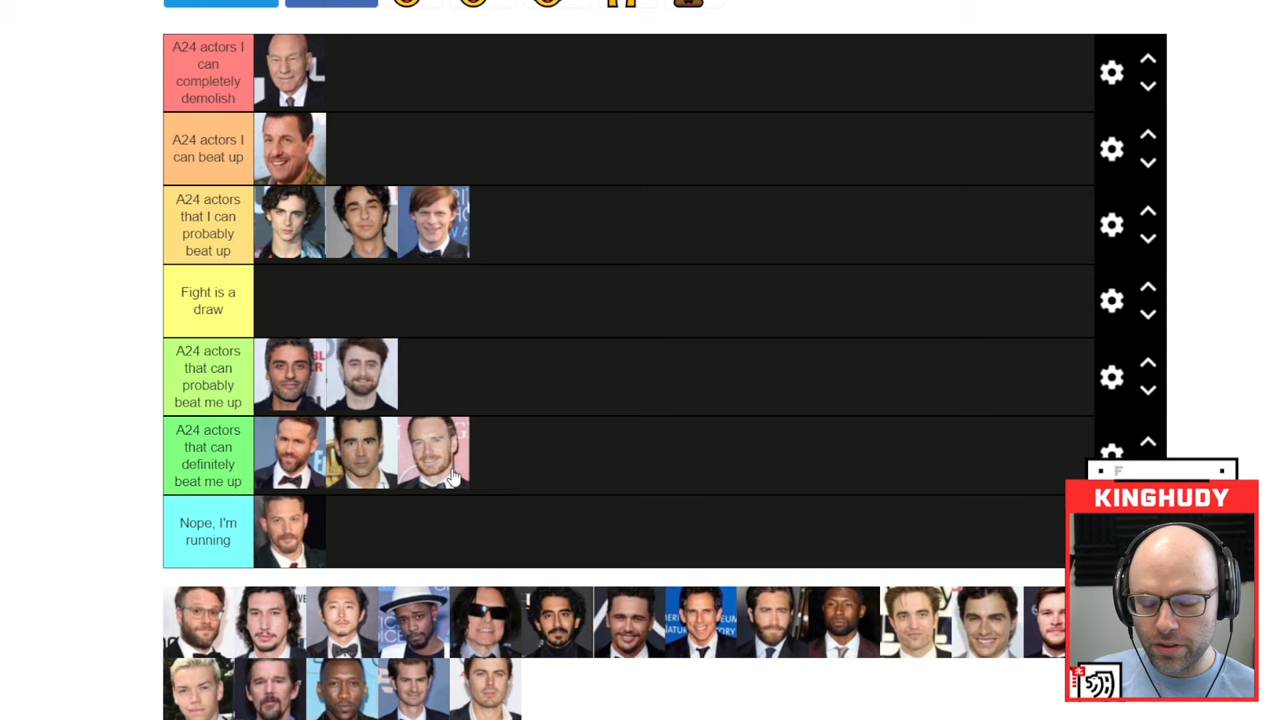 A24 actors I
can
completely
demolish
A24 actors I
can beat up
A24 actors
that I can
probably
beat up
Fight is a
draw
A24 actors
that can
probably
beat me up
A24 actors
that can
definitely
beat me up
Nope, I'm
running
F
KINGHUDY